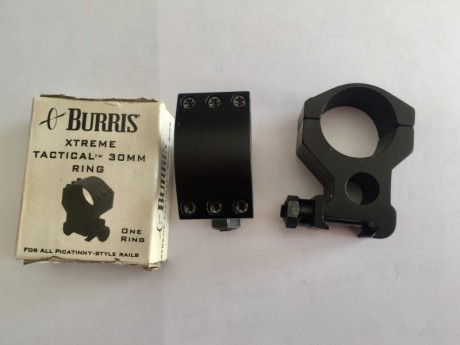 BURRIS
XTREME
TACTICAL™ 30MM
RING
ONE
RING
FOR ALL PICATINNY-STYLE RAILS